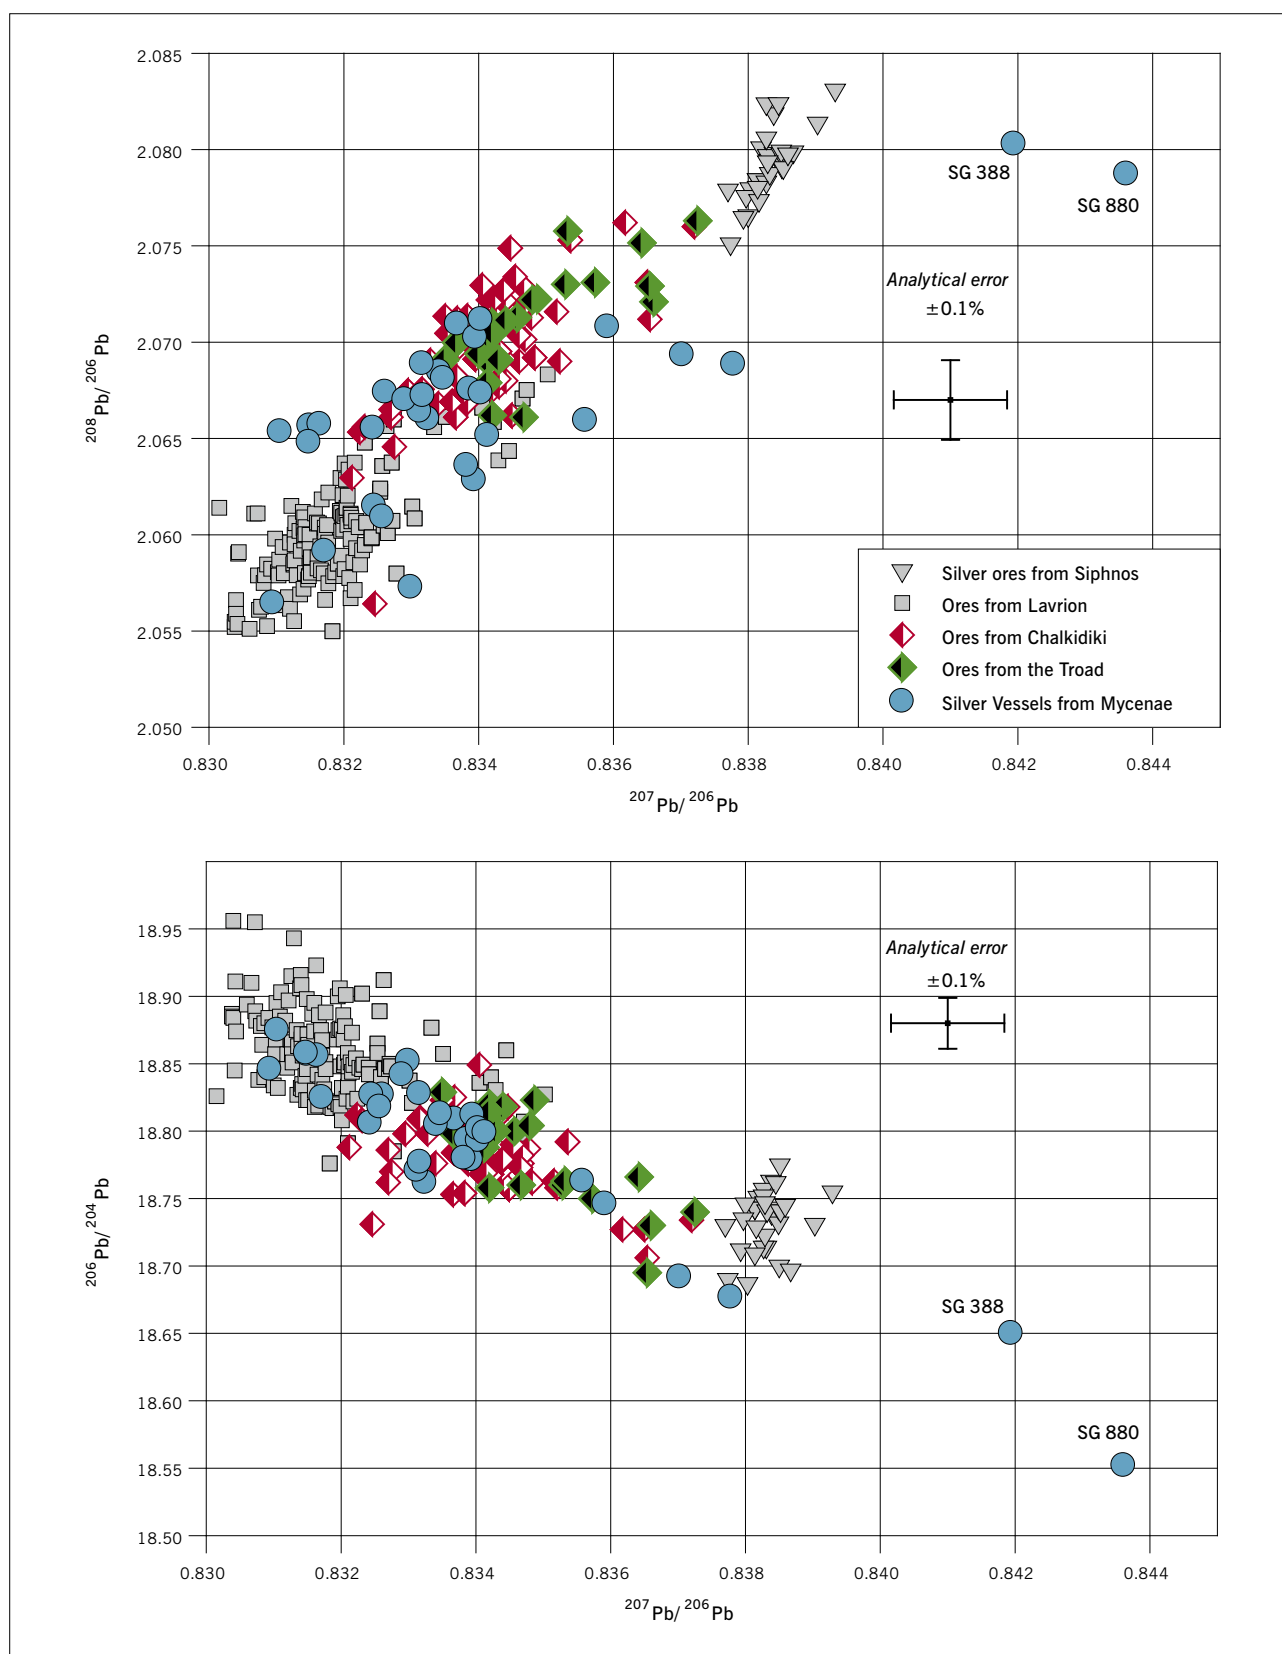 2.085
2.080
2.075
2.070
2.065
2.060
2.055
2.050
208Pb/ 206Pb
SG 388
SG 880
Analytical error
±0.1%
Silver ores from Siphnos
Ores from Lavrion
Ores from Chalkidiki
Ores from the Troad
Silver Vessels from Mycenae
0.830 0.832 0.834 0.836 0.838 0.840 0.842 0.844
207Pb/ 206Pb
18.95
18.90
18.85
18.80
18.75
18.70
18.65
18.60
18.55
18.50
206Pb/ 204Pb
Analytical error
±0.1%
SG 388
SG 880
0.830 0.832 0.834 0.836 0.838 0.840 0.842 0.844
207Pb/ 206Pb